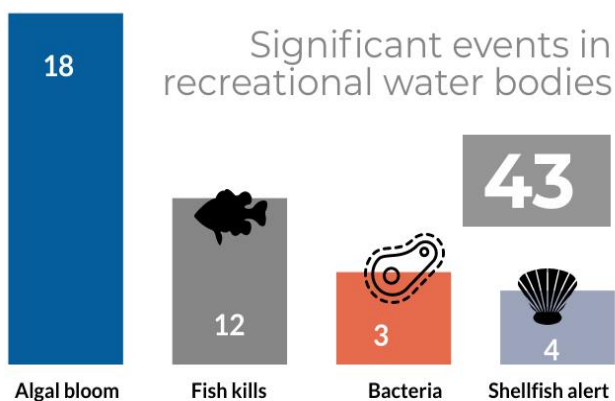 Significant events in
recreational water bodies
43
18
12
3
4
Algal bloom
Fish kills
Bacteria
Shellfish alert